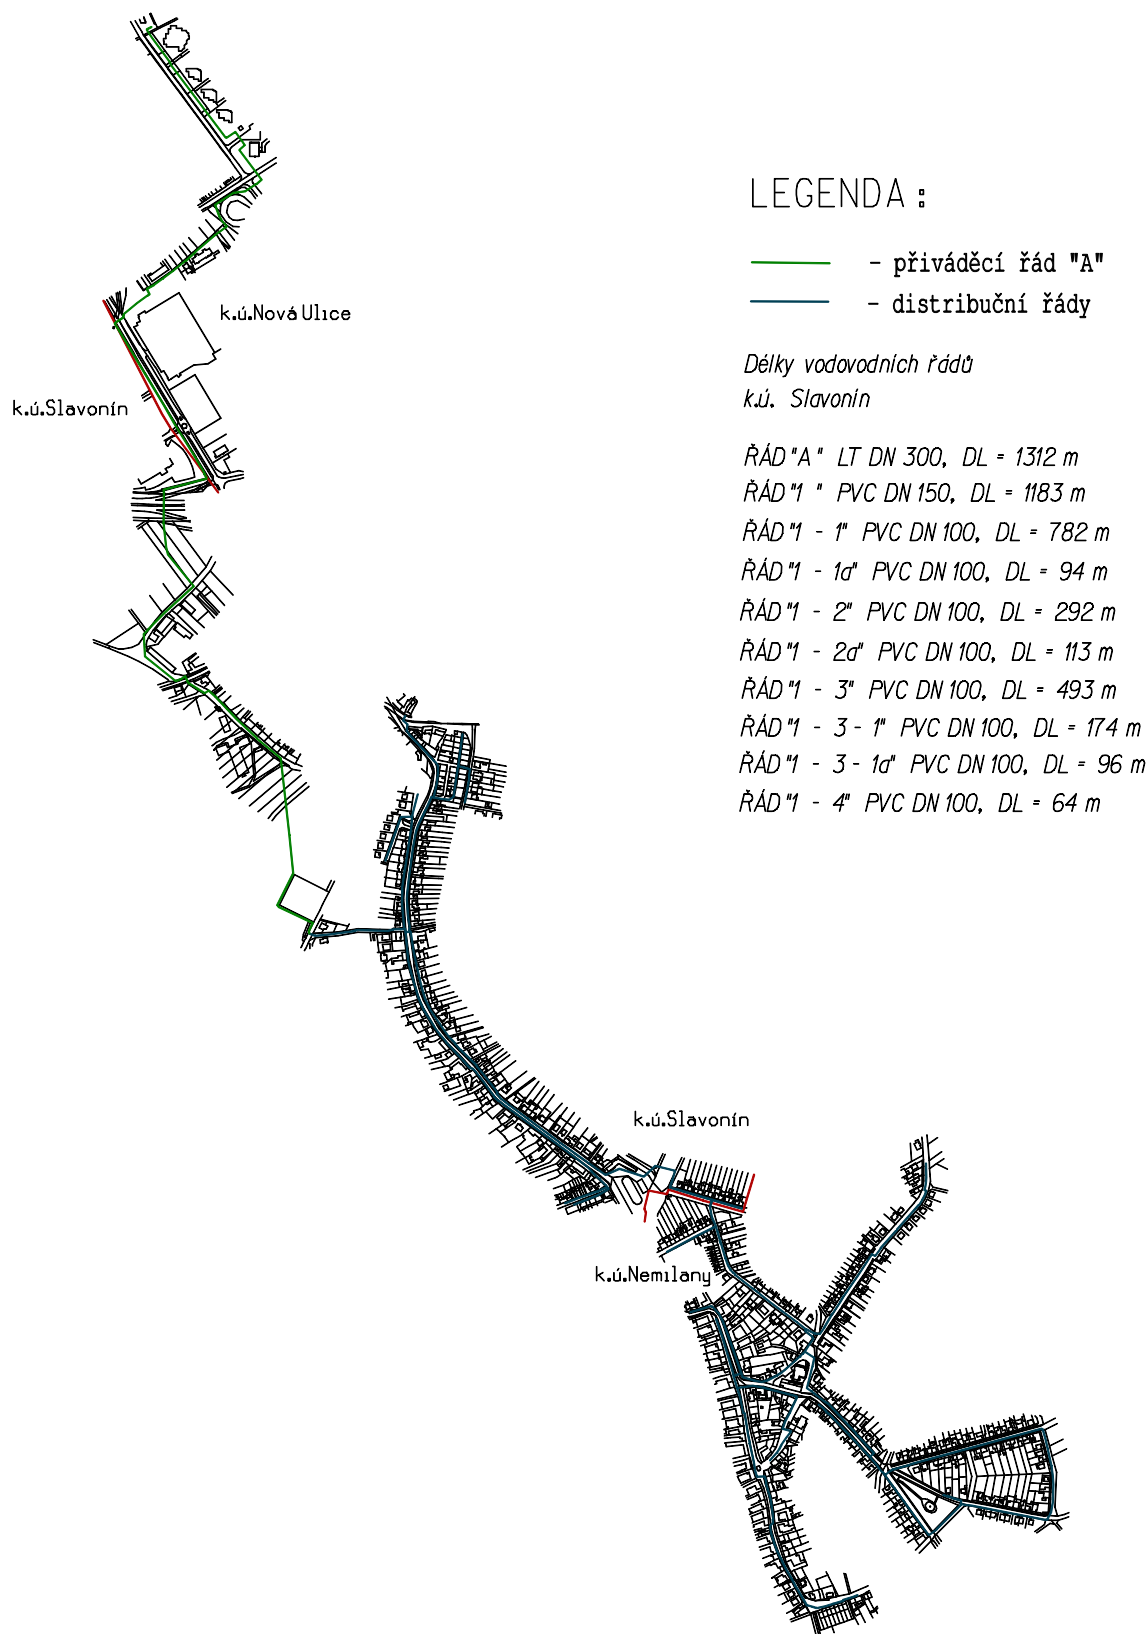 LEGENDA :
- přiváděcí řád "A"
- distribuční řády
k.ú.Nová Ulice
k.ú.Slavonín
Délky vodovodních řádů
k.ú. Slavonín
ŘÁD "A " LT DN 300, DL = 1312 m
ŘÁD "1 " PVC DN 150, DL = 1183 m
ŘÁD "1 - 1" PVC DN 100, DL = 782 m
ŘÁD "1 - 1a" PVC DN 100, DL = 94 m
ŘÁD "1 - 2" PVC DN 100, DL = 292 m
ŘÁD "1 - 2a" PVC DN 100, DL = 113 m
ŘÁD "1 - 3" PVC DN 100, DL = 493 m
ŘÁD "1 - 3 - 1" PVC DN 100, DL = 174 m
ŘÁD "1 - 3 - 1a" PVC DN 100, DL = 96 m
ŘÁD "1 - 4" PVC DN 100, DL = 64 m
k.ú.Slavonín
k.ú.Nemilany